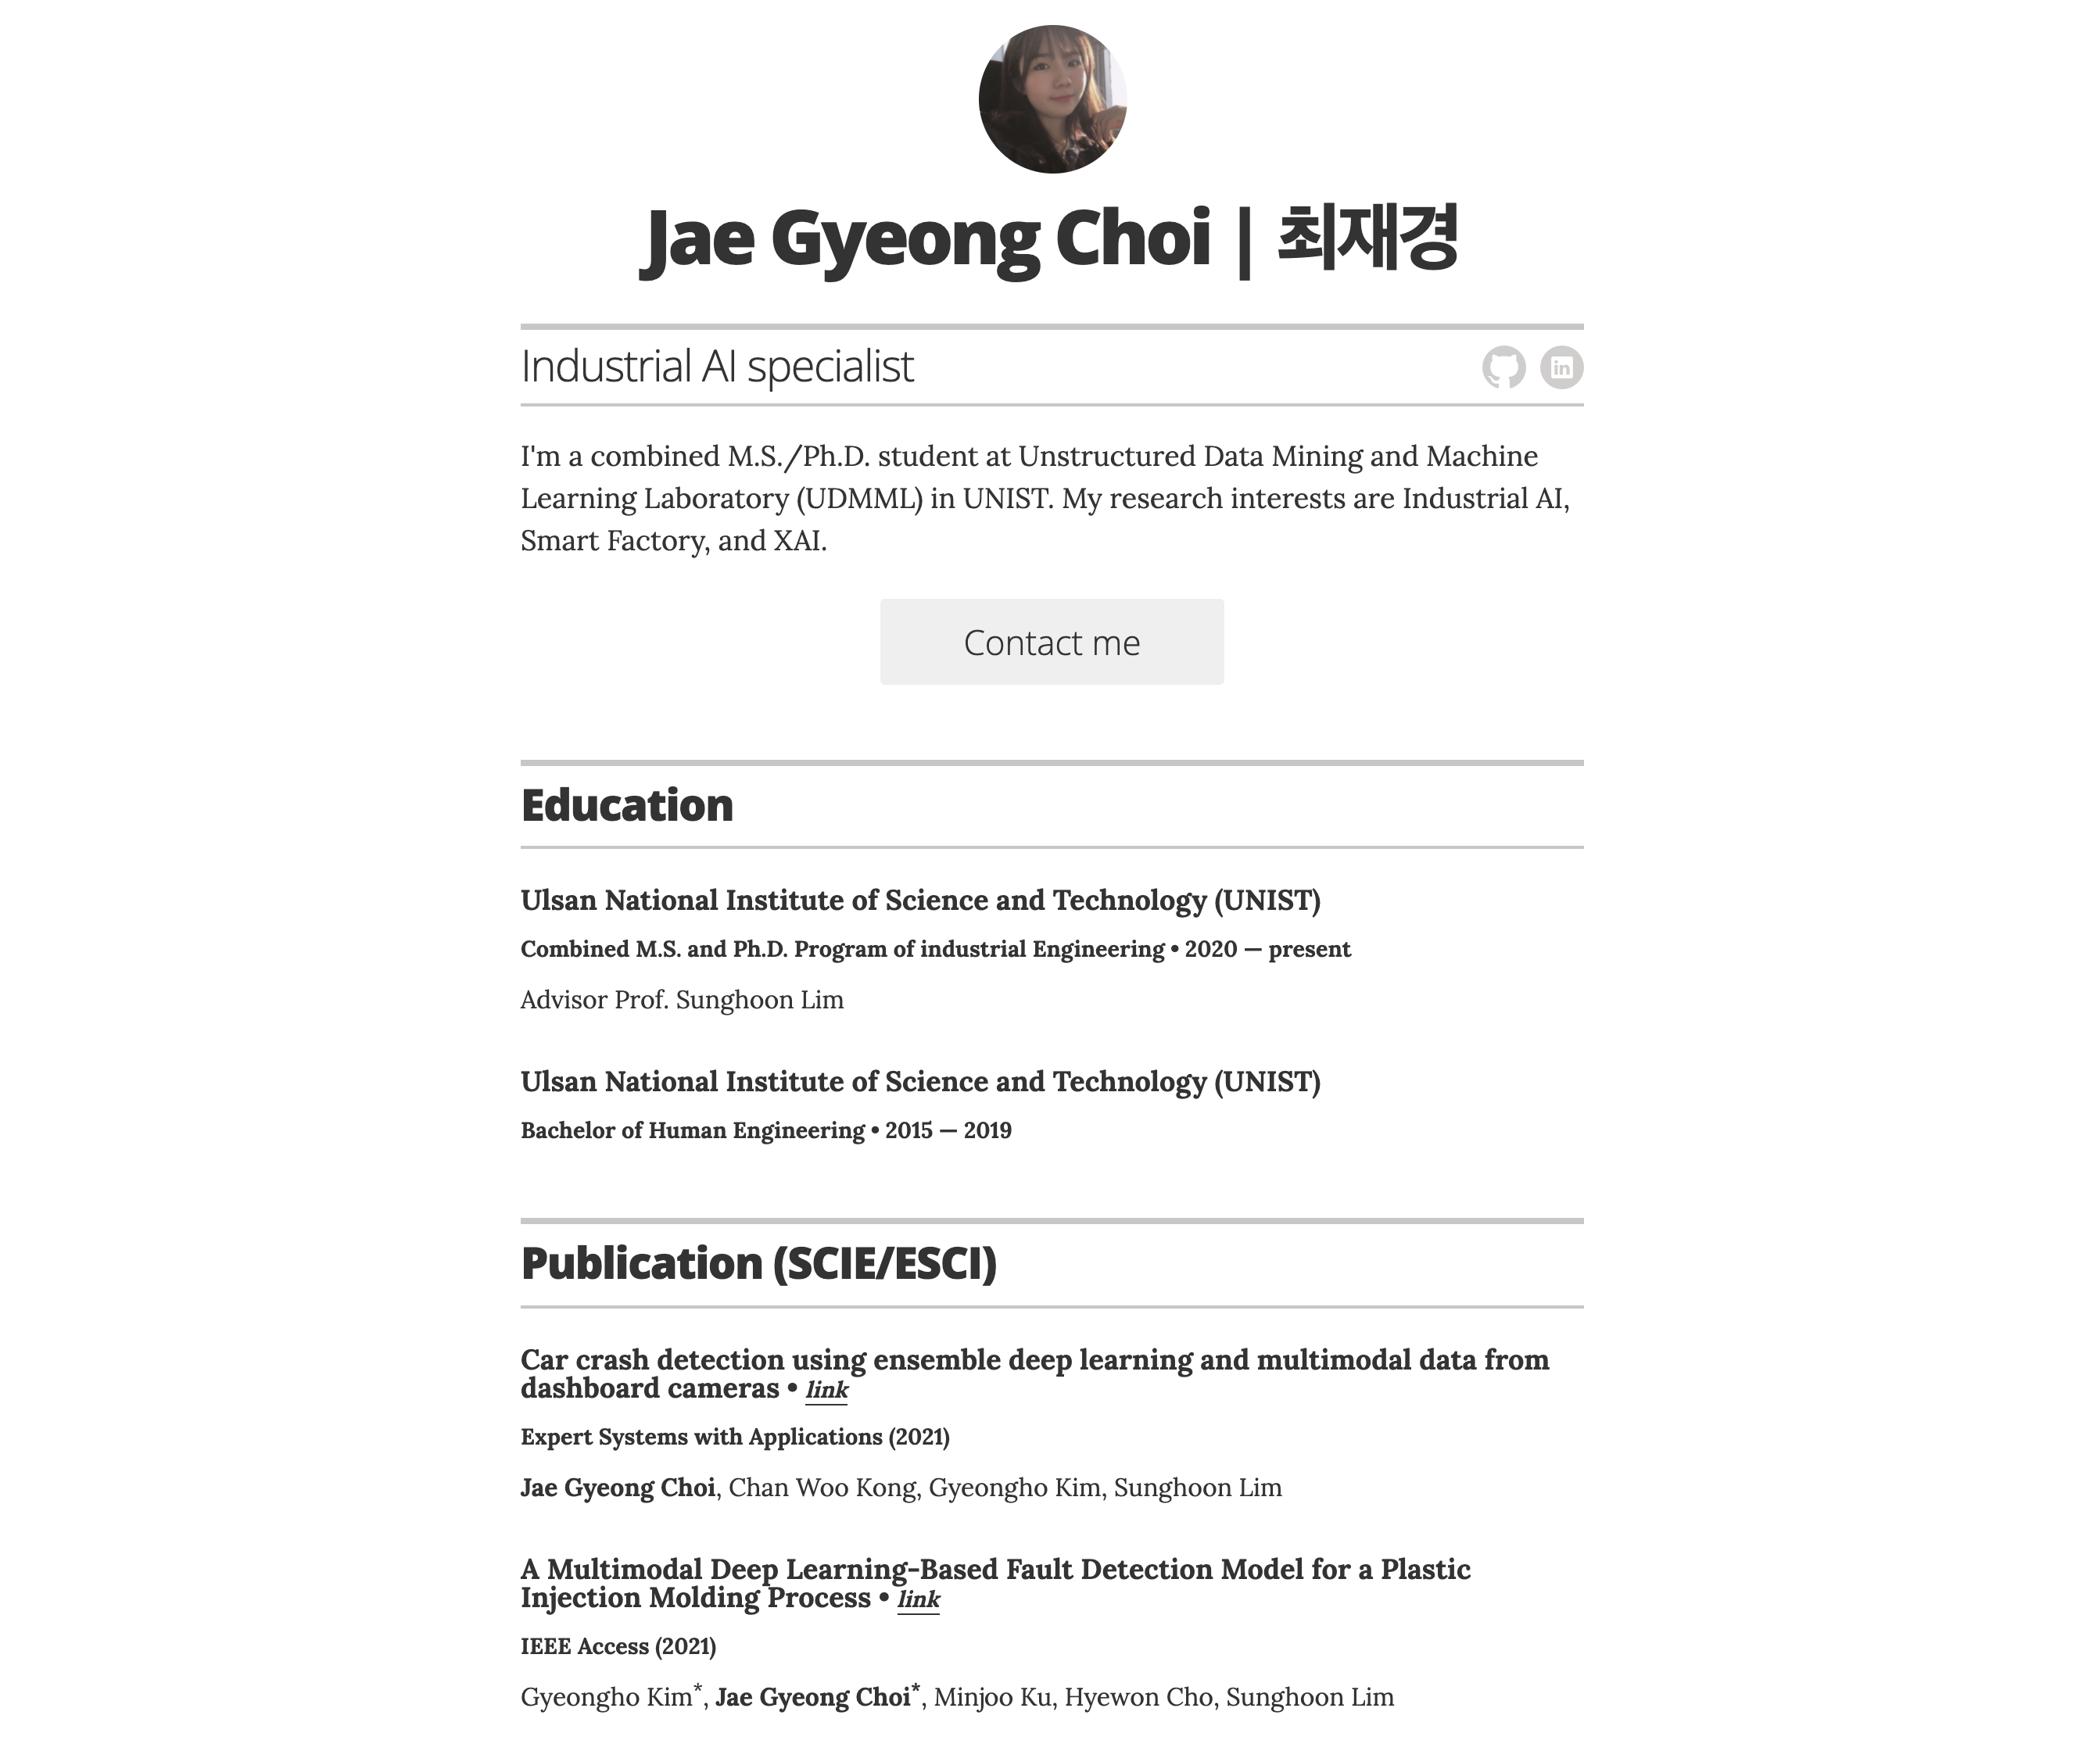 Jae Gyeong Choi | 최재경
Industrial AI specialist
in
I'm a combined M.S./Ph.D. student at Unstructured Data Mining and Machine
Learning Laboratory (UDMML) in UNIST. My research interests are Industrial AI,
Smart Factory, and XAI.
Contact me
Education
Ulsan National Institute of Science and Technology (UNIST)
Combined M.S. and Ph.D. Program of industrial Engineering • 2020 — present
Advisor Prof. Sunghoon Lim
Ulsan National Institute of Science and Technology (UNIST)
Bachelor of Human Engineering • 2015 — 2019
Publication (SCIE/ESCI)
Car crash detection using ensemble deep learning and multimodal data from
dashboard cameras • link
Expert Systems with Applications (2021)
Jae Gyeong Choi, Chan Woo Kong, Gyeongho Kim, Sunghoon Lim
A Multimodal Deep Learning-Based Fault Detection Model for a Plastic
Injection Molding Process • link
IEEE Access (2021)
Gyeongho Kim*, Jae Gyeong Choi*, Minjoo Ku, Hyewon Cho, Sunghoon Lim